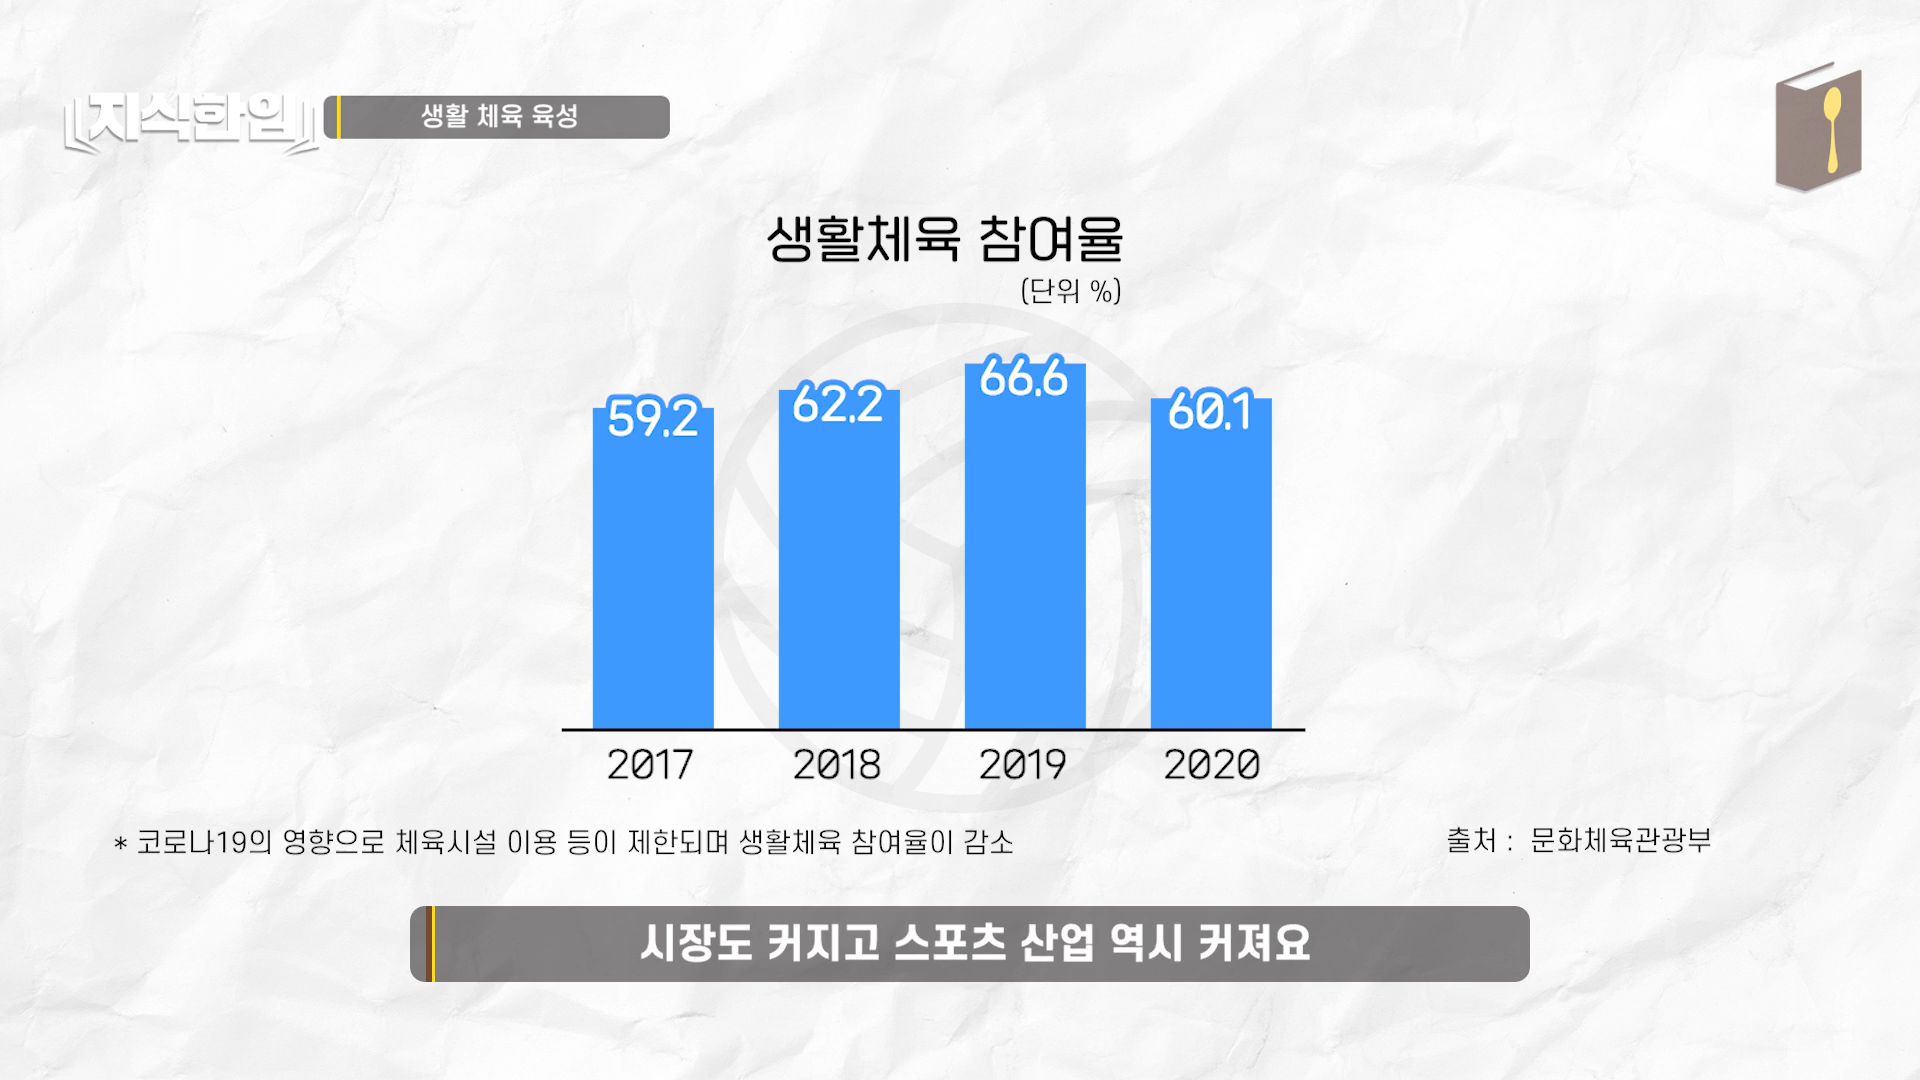 지식한입
생활 체육 육성
생활체육 참여율
(단위 %)
59.2
62.2
66.6
60.1
2017
2018
2019
2020
* 코로나19의 영향으로 체육시설 이용 등이 제한되며 생활체육 참여율이 감소
출처 : 문화체육관광부
시장도 커지고 스포츠 산업 역시 커져요